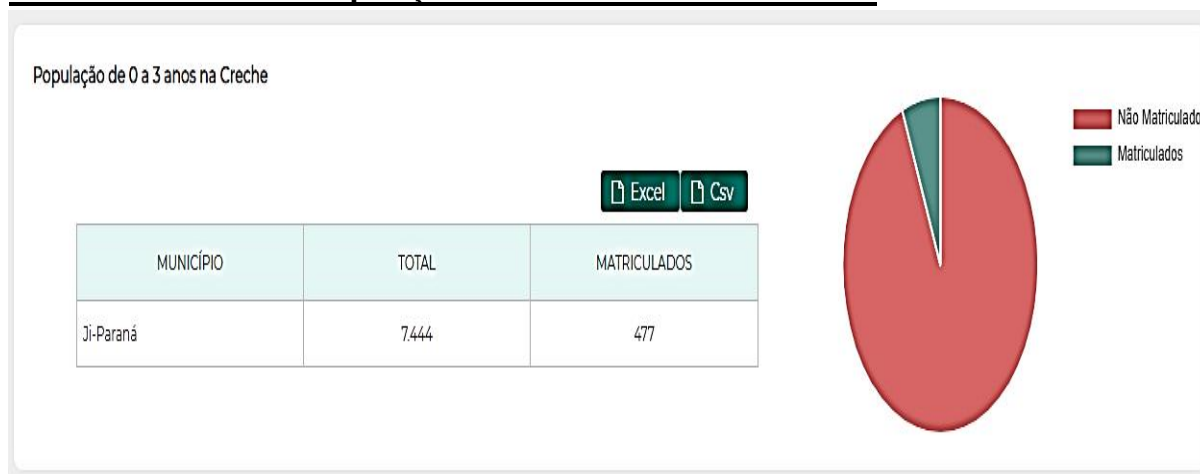 População de 0 a 3 anos na Creche
Não Matriculado
Matriculados
Excel Csv
MUNICÍPIO TOTAL MATRICULADOS
Ji-Paraná 7.444 477